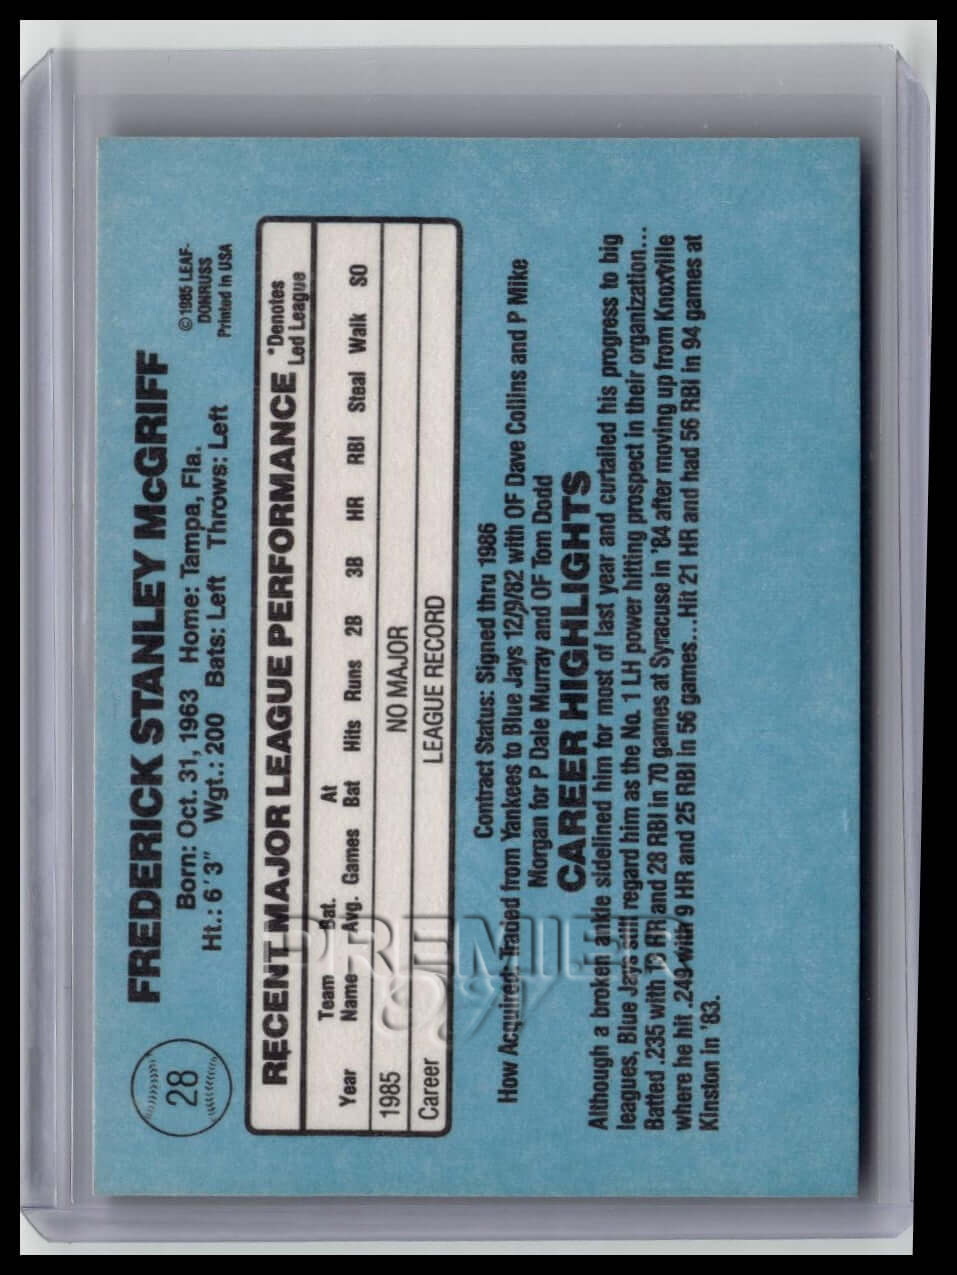 28
FREDERICK STANLEY McGRIFF
Born: Oct. 31, 1963 Home: Tampa, Fla.
Ht.: 6'3" Wgt.: 200 Bats: Left Throws: Left
©1985 LEAF-
DONRUSS
Printed in USA
RECENT MAJOR LEAGUE PERFORMANCE
*Denotes
Led League
Team Bat. At
Year Name Avg. Games Bat Hits Runs 2B 3B HR RBI Steal Walk SO
1985 NO MAJOR
Career LEAGUE RECORD
Contract Status: Signed thru 1986
How Acquired: Traded from Yankees to Blue Jays 12/9/82 with OF Dave Collins and P Mike
Morgan for P Dale Murray and OF Tom Dodd
CAREER HIGHLIGHTS
Although a broken ankle sidelined him for most of last year and curtailed his progress to big
leagues, Blue Jays still regard him as the No. 1 LH power hitting prospect in their organization...
Batted .235 with 13 HR and 28 RBI in 70 games at Syracuse in '84 after moving up from Knoxville
where he hit .249 with 9 HR and 25 RBI in 56 games...Hit 21 HR and had 56 RBI in 94 games at
Kinston in '83.
PREMIER